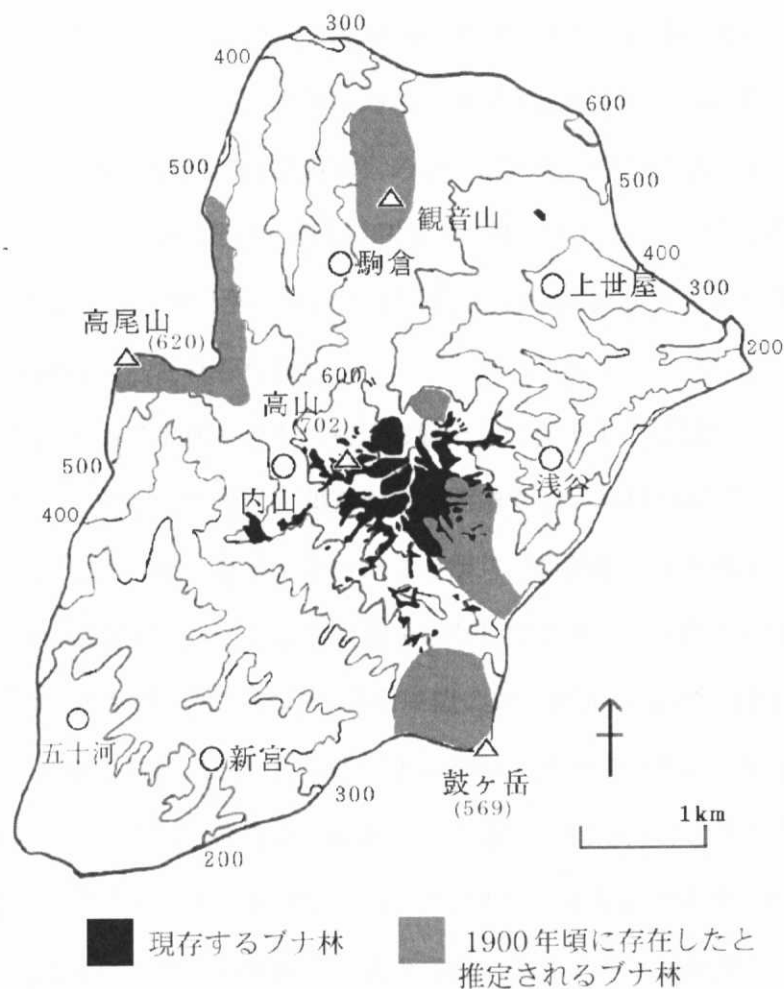 300
400
600
500
500
観音山
駒倉
400
上世屋
300
高尾山
(620)
200
600
高山
(702)
500
内山
浅谷
400
五十河
新宮
鼓ヶ岳
(569)
300
1km
200
現存するブナ林
1900年頃に存在したと
推定されるブナ林